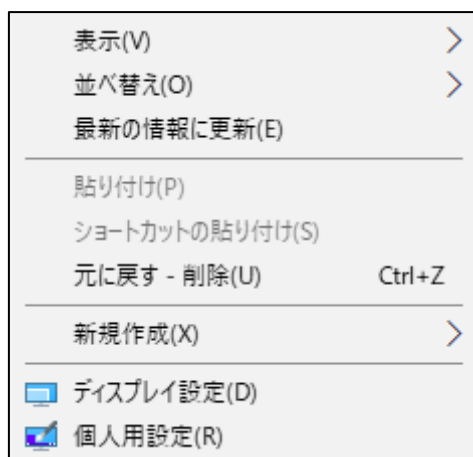 表示(V)
並べ替え(O)
最新の情報に更新(E)
貼り付け(P)
ショートカットの貼り付け(S)
元に戻す - 削除(U) Ctrl+Z
新規作成(X)
ディスプレイ設定(D)
個人用設定(R)